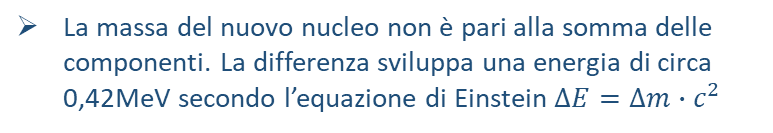 ➤ La massa del nuovo nucleo non è pari alla somma delle
componenti. La differenza sviluppa una energia di circa
0,42MeV secondo l’equazione di Einstein Δ𝐸 = Δ𝑚 · 𝑐²